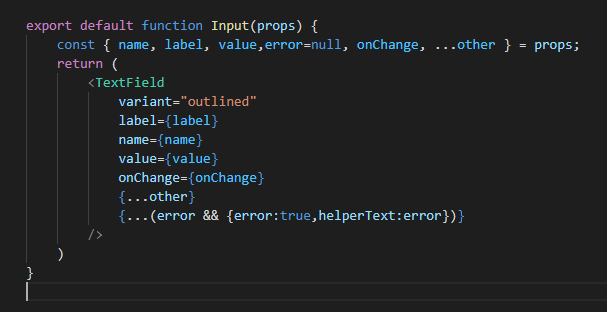 export default function Input(props) {
    const { name, label, value,error=null, onChange, ...other } = props;
    return (
        <TextField
            variant="outlined"
            label={label}
            name={name}
            value={value}
            onChange={onChange}
            {...other}
            {...(error && {error:true,helperText:error})}
        />
    )
}